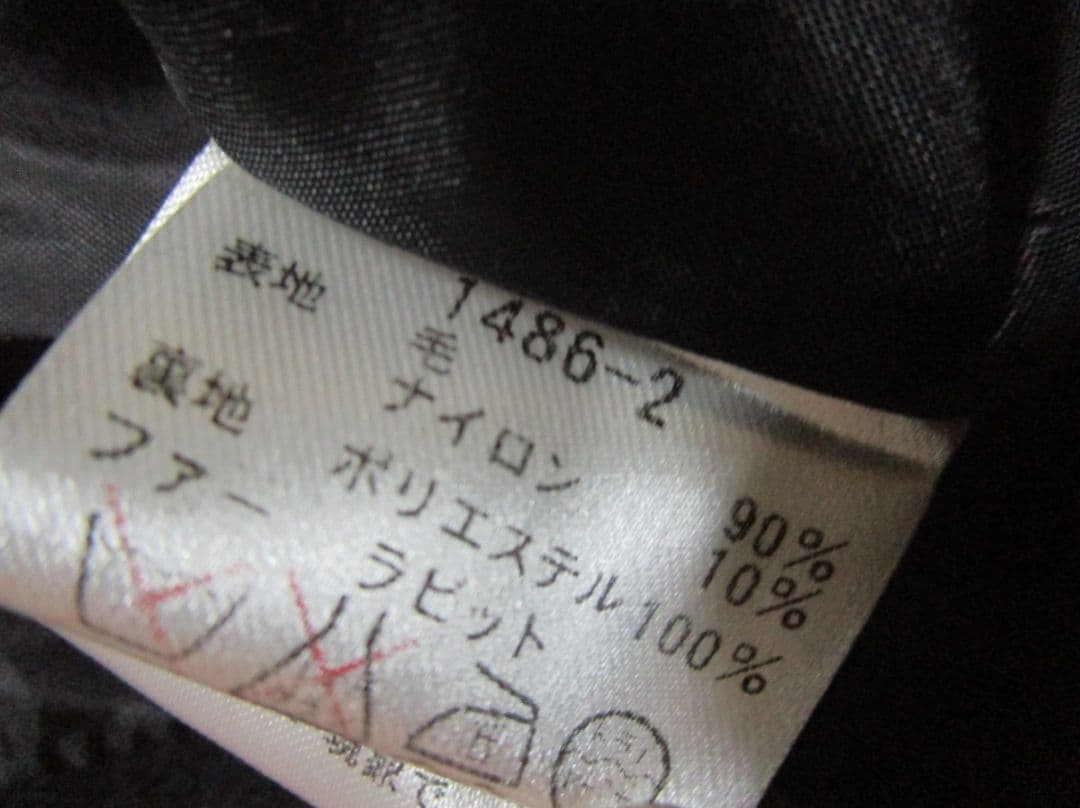 1486-2
表地 毛 90%
ナイロン 10%
裏地 ポリエステル 100%
ファー ラビット